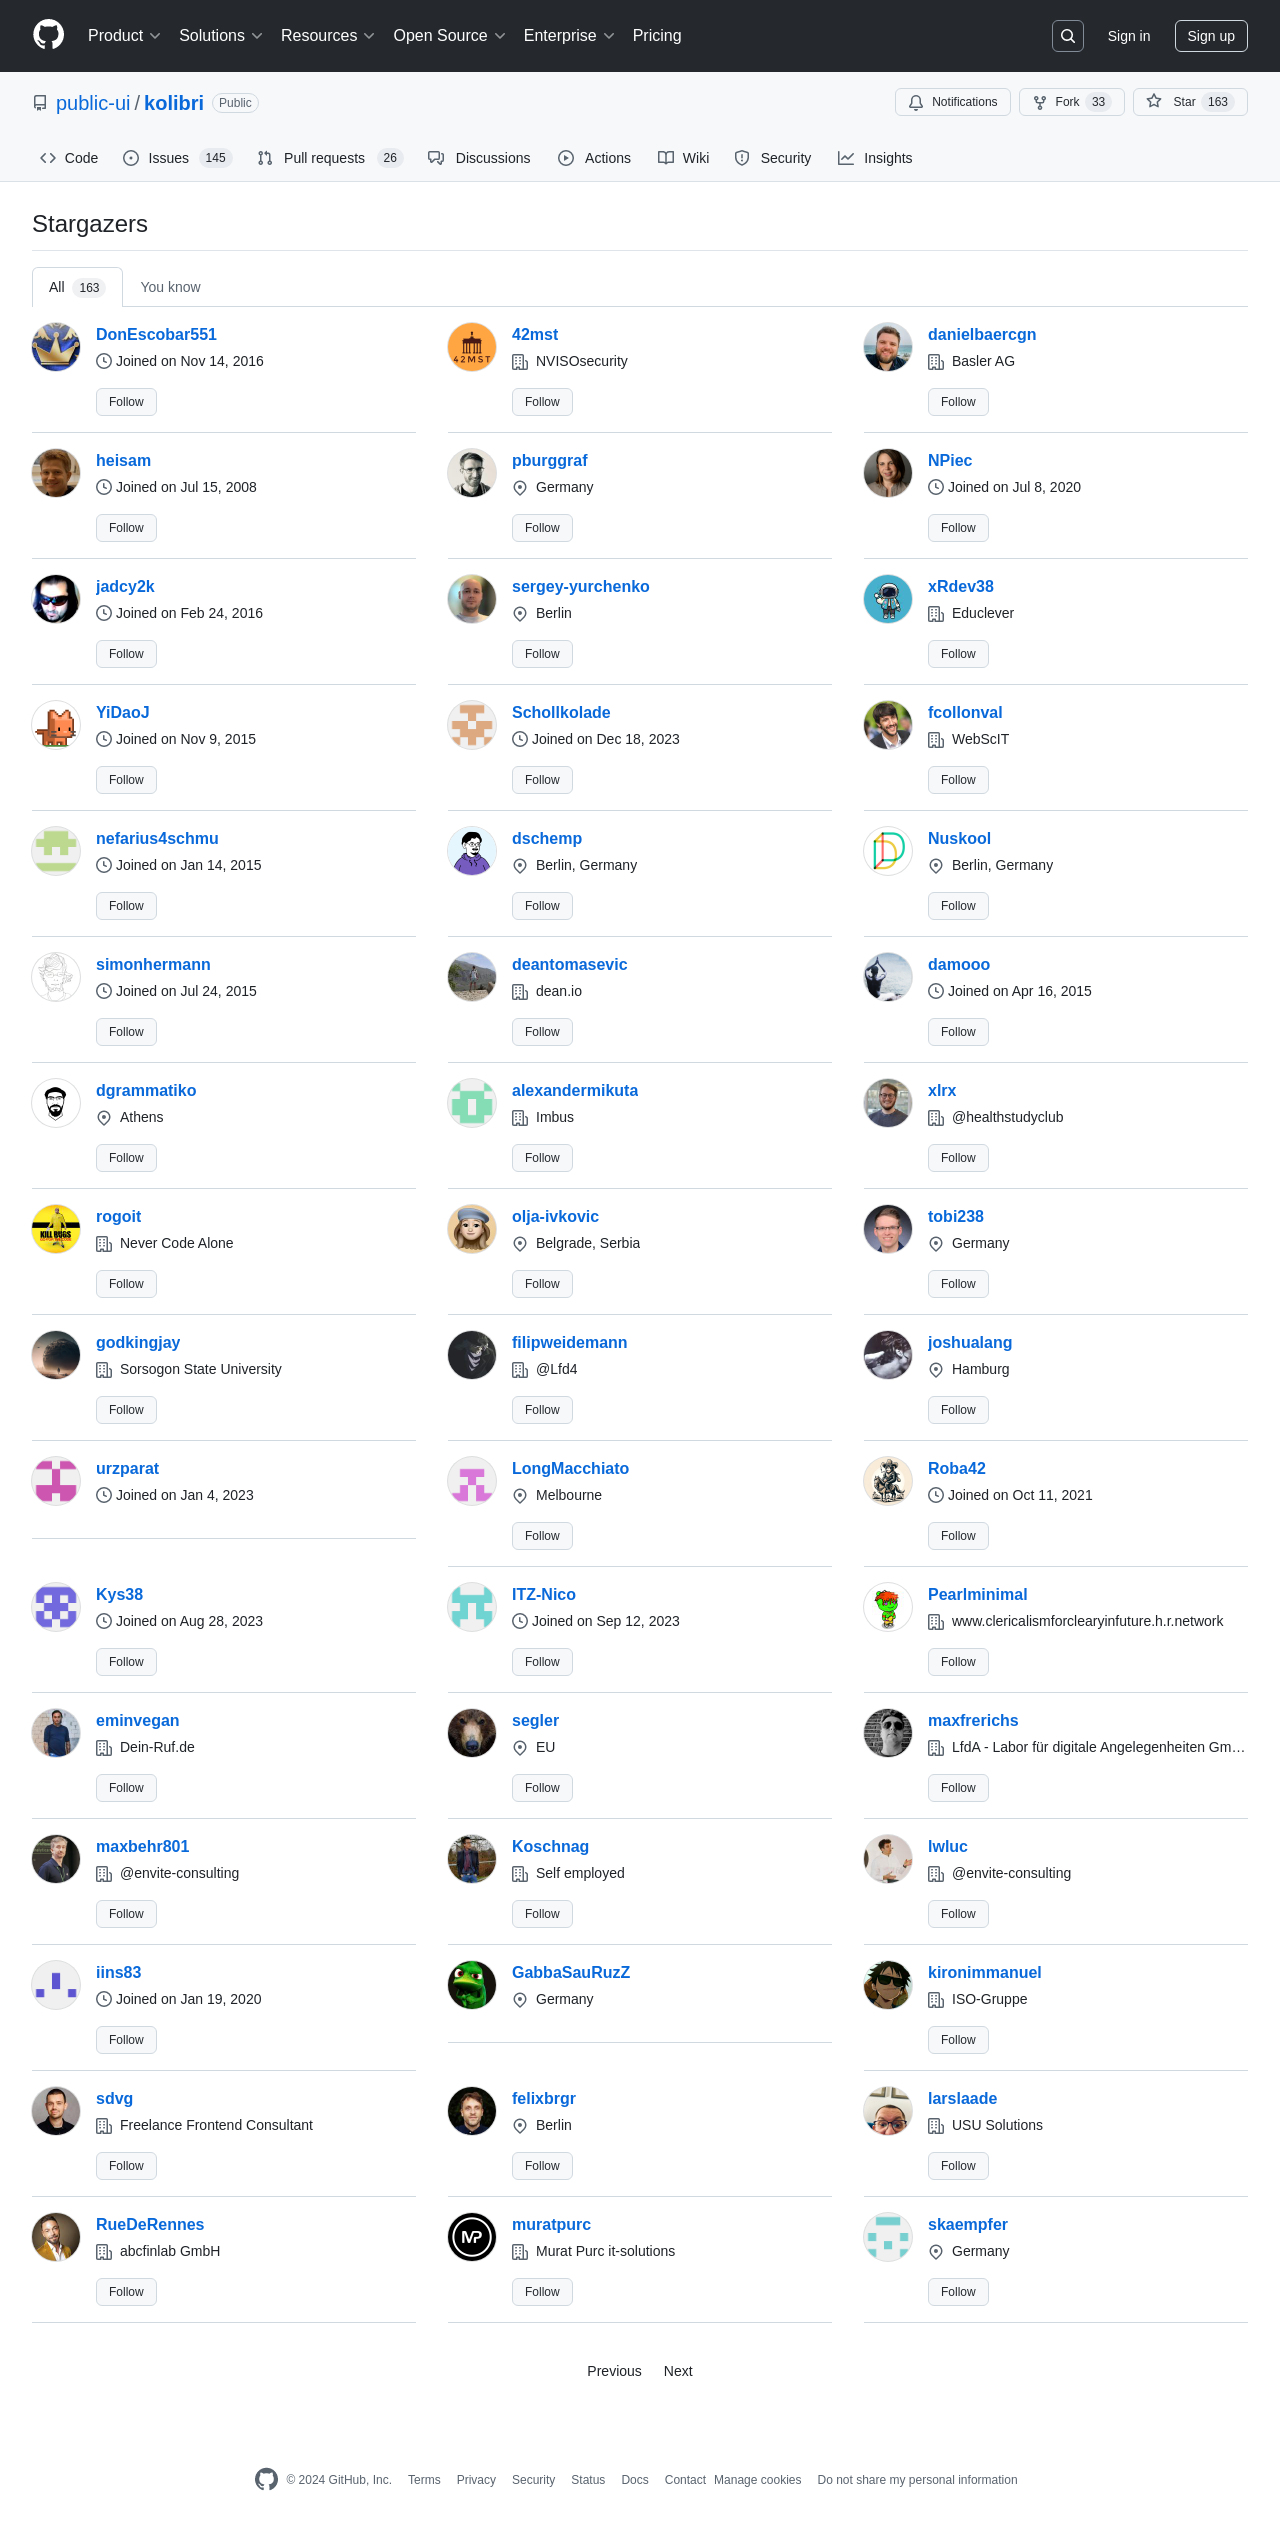 Product Solutions Resources Open Source Enterprise Pricing Sign in Sign up
public-ui / kolibri Public Notifications Fork 33 Star 163
Code Issues 145 Pull requests 26 Discussions Actions Wiki Security Insights
Stargazers
All 163 You know
DonEscobar551
Joined on Nov 14, 2016
Follow
42mst
NVISOsecurity
Follow
danielbaercgn
Basler AG
Follow
heisam
Joined on Jul 15, 2008
Follow
pburggraf
Germany
Follow
NPiec
Joined on Jul 8, 2020
Follow
jadcy2k
Joined on Feb 24, 2016
Follow
sergey-yurchenko
Berlin
Follow
xRdev38
Educlever
Follow
YiDaoJ
Joined on Nov 9, 2015
Follow
Schollkolade
Joined on Dec 18, 2023
Follow
fcollonval
WebScIT
Follow
nefarius4schmu
Joined on Jan 14, 2015
Follow
dschemp
Berlin, Germany
Follow
Nuskool
Berlin, Germany
Follow
simonhermann
Joined on Jul 24, 2015
Follow
deantomasevic
dean.io
Follow
damooo
Joined on Apr 16, 2015
Follow
dgrammatiko
Athens
Follow
alexandermikuta
Imbus
Follow
xlrx
@healthstudyclub
Follow
rogoit
Never Code Alone
Follow
olja-ivkovic
Belgrade, Serbia
Follow
tobi238
Germany
Follow
godkingjay
Sorsogon State University
Follow
filipweidemann
@Lfd4
Follow
joshualang
Hamburg
Follow
urzparat
Joined on Jan 4, 2023
LongMacchiato
Melbourne
Follow
Roba42
Joined on Oct 11, 2021
Follow
Kys38
Joined on Aug 28, 2023
Follow
ITZ-Nico
Joined on Sep 12, 2023
Follow
Pearlminimal
www.clericalismforclearyinfuture.h.r.network
Follow
eminvegan
Dein-Ruf.de
Follow
segler
EU
Follow
maxfrerichs
LfdA - Labor für digitale Angelegenheiten Gm…
Follow
maxbehr801
@envite-consulting
Follow
Koschnag
Self employed
Follow
lwluc
@envite-consulting
Follow
iins83
Joined on Jan 19, 2020
Follow
GabbaSauRuzZ
Germany
kironimmanuel
ISO-Gruppe
Follow
sdvg
Freelance Frontend Consultant
Follow
felixbrgr
Berlin
Follow
larslaade
USU Solutions
Follow
RueDeRennes
abcfinlab GmbH
Follow
muratpurc
Murat Purc it-solutions
Follow
skaempfer
Germany
Follow
Previous Next
© 2024 GitHub, Inc. Terms Privacy Security Status Docs Contact Manage cookies Do not share my personal information